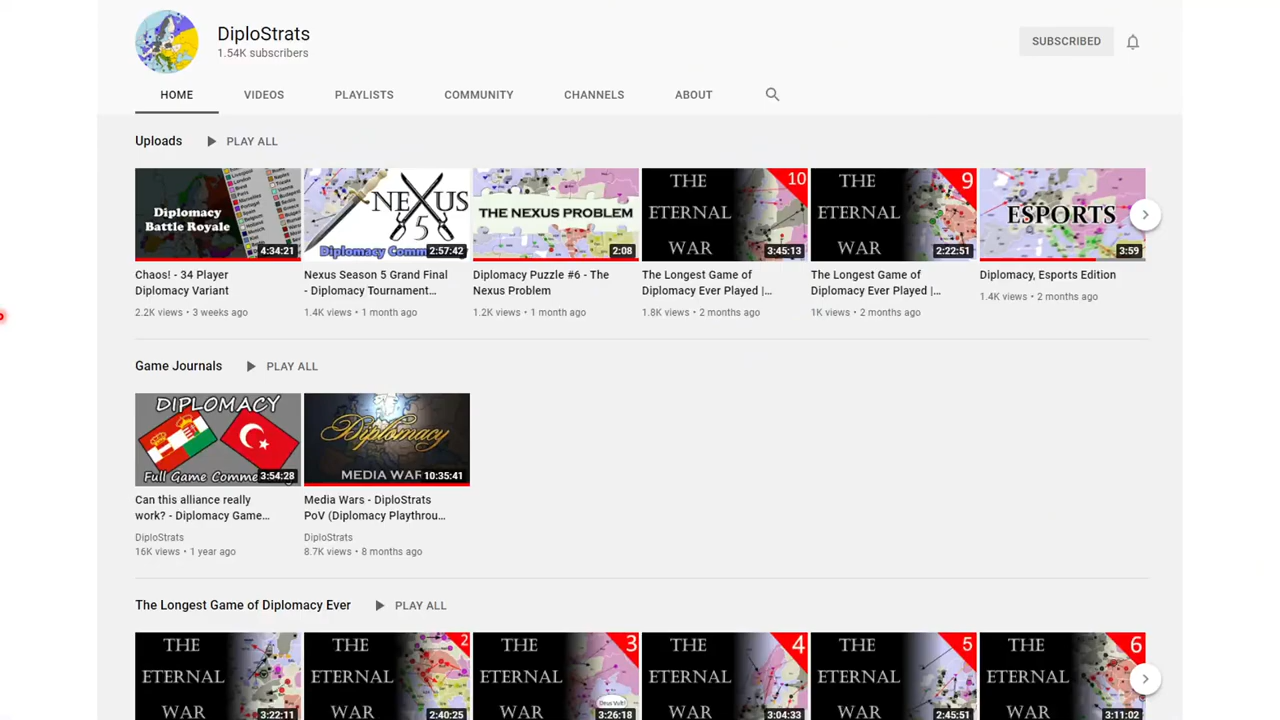 DiploStrats
1.54K subscribers
SUBSCRIBED
HOME
VIDEOS
PLAYLISTS
COMMUNITY
CHANNELS
ABOUT
Uploads
PLAY ALL
Diplomacy
Battle Royale
4:34:21
NEXUS
5
Diplomacy Comm
2:57:42
THE NEXUS PROBLEM
2:08
THE
ETERNAL
WAR
10
3:45:13
THE
ETERNAL
WAR
9
2:22:51
ESPORTS
3:59
Chaos! - 34 Player
Diplomacy Variant
2.2K views • 3 weeks ago
Nexus Season 5 Grand Final
- Diplomacy Tournament...
1.4K views • 1 month ago
Diplomacy Puzzle #6 - The
Nexus Problem
1.2K views • 1 month ago
The Longest Game of
Diplomacy Ever Played |...
1.8K views • 2 months ago
The Longest Game of
Diplomacy Ever Played |...
1K views • 2 months ago
Diplomacy, Esports Edition
1.4K views • 2 months ago
Game Journals
PLAY ALL
DIPLOMACY
Full Game Comme
3:54:28
Diplomacy
MEDIA WAR
10:35:41
Can this alliance really
work? - Diplomacy Game...
DiploStrats
16K views • 1 year ago
Media Wars - DiploStrats
PoV (Diplomacy Playthrou...
DiploStrats
8.7K views • 8 months ago
The Longest Game of Diplomacy Ever
PLAY ALL
THE
ETERNAL
WAR
3:22:11
THE
ETERNAL
WAR
2
2:40:25
THE
ETERNAL
WAR
3
Deus Vult!
3:26:18
THE
ETERNAL
WAR
4
3:04:33
THE
ETERNAL
WAR
5
2:45:51
THE
ETERNAL
WAR
6
3:11:02